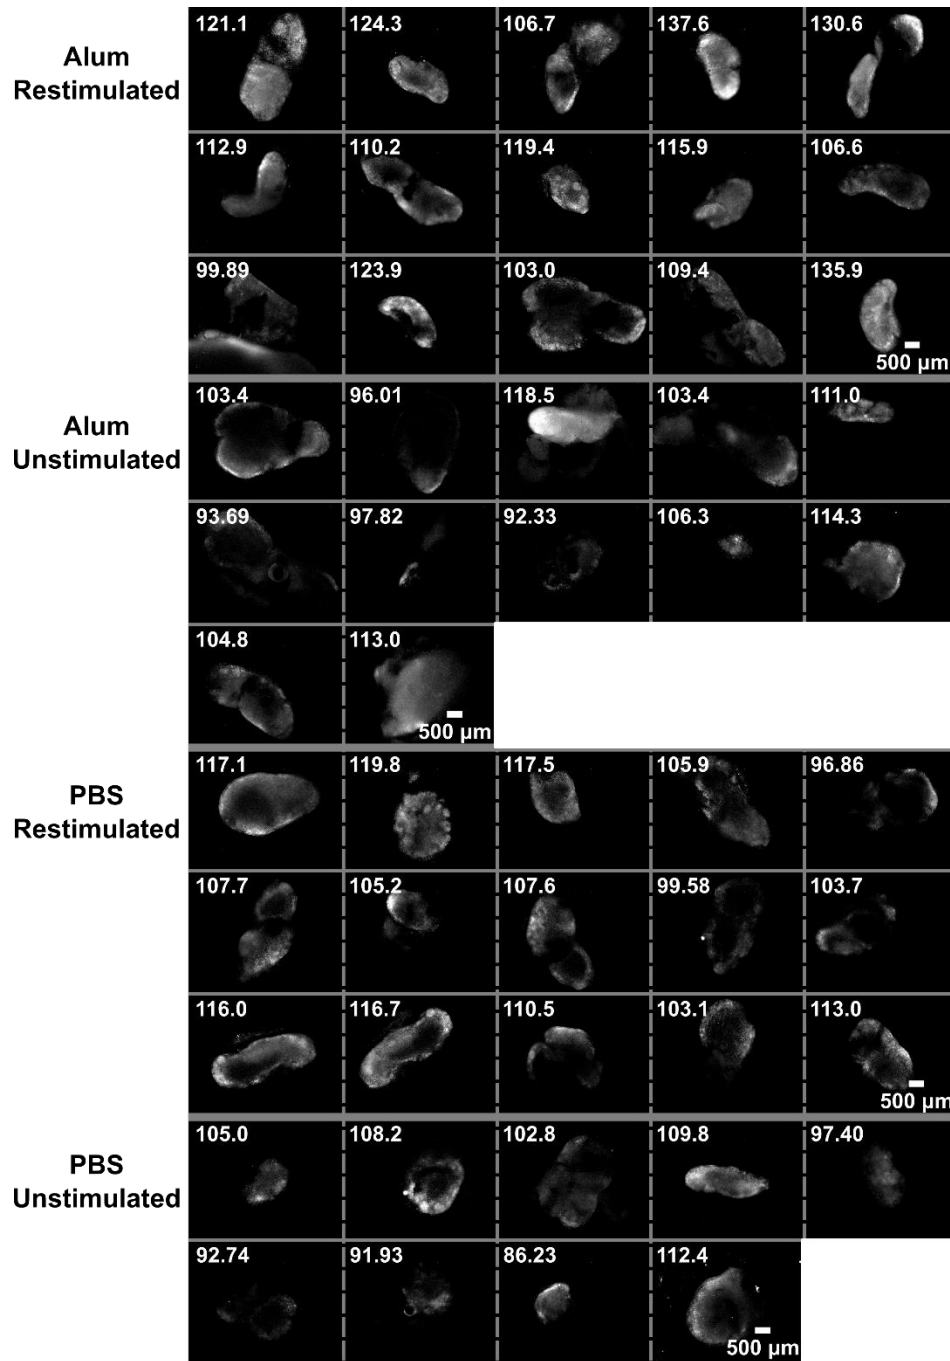 Alum
Restimulated
121.1 124.3 106.7 137.6 130.6
112.9 110.2 119.4 115.9 106.6
99.89 123.9 103.0 109.4 135.9
500 μm
Alum
Unstimulated
103.4 96.01 118.5 103.4 111.0
93.69 97.82 92.33 106.3 114.3
104.8 113.0
500 μm
PBS
Restimulated
117.1 119.8 117.5 105.9 96.86
107.7 105.2 107.6 99.58 103.7
116.0 116.7 110.5 103.1 113.0
500 μm
PBS
Unstimulated
105.0 108.2 102.8 109.8 97.40
92.74 91.93 86.23 112.4
500 μm